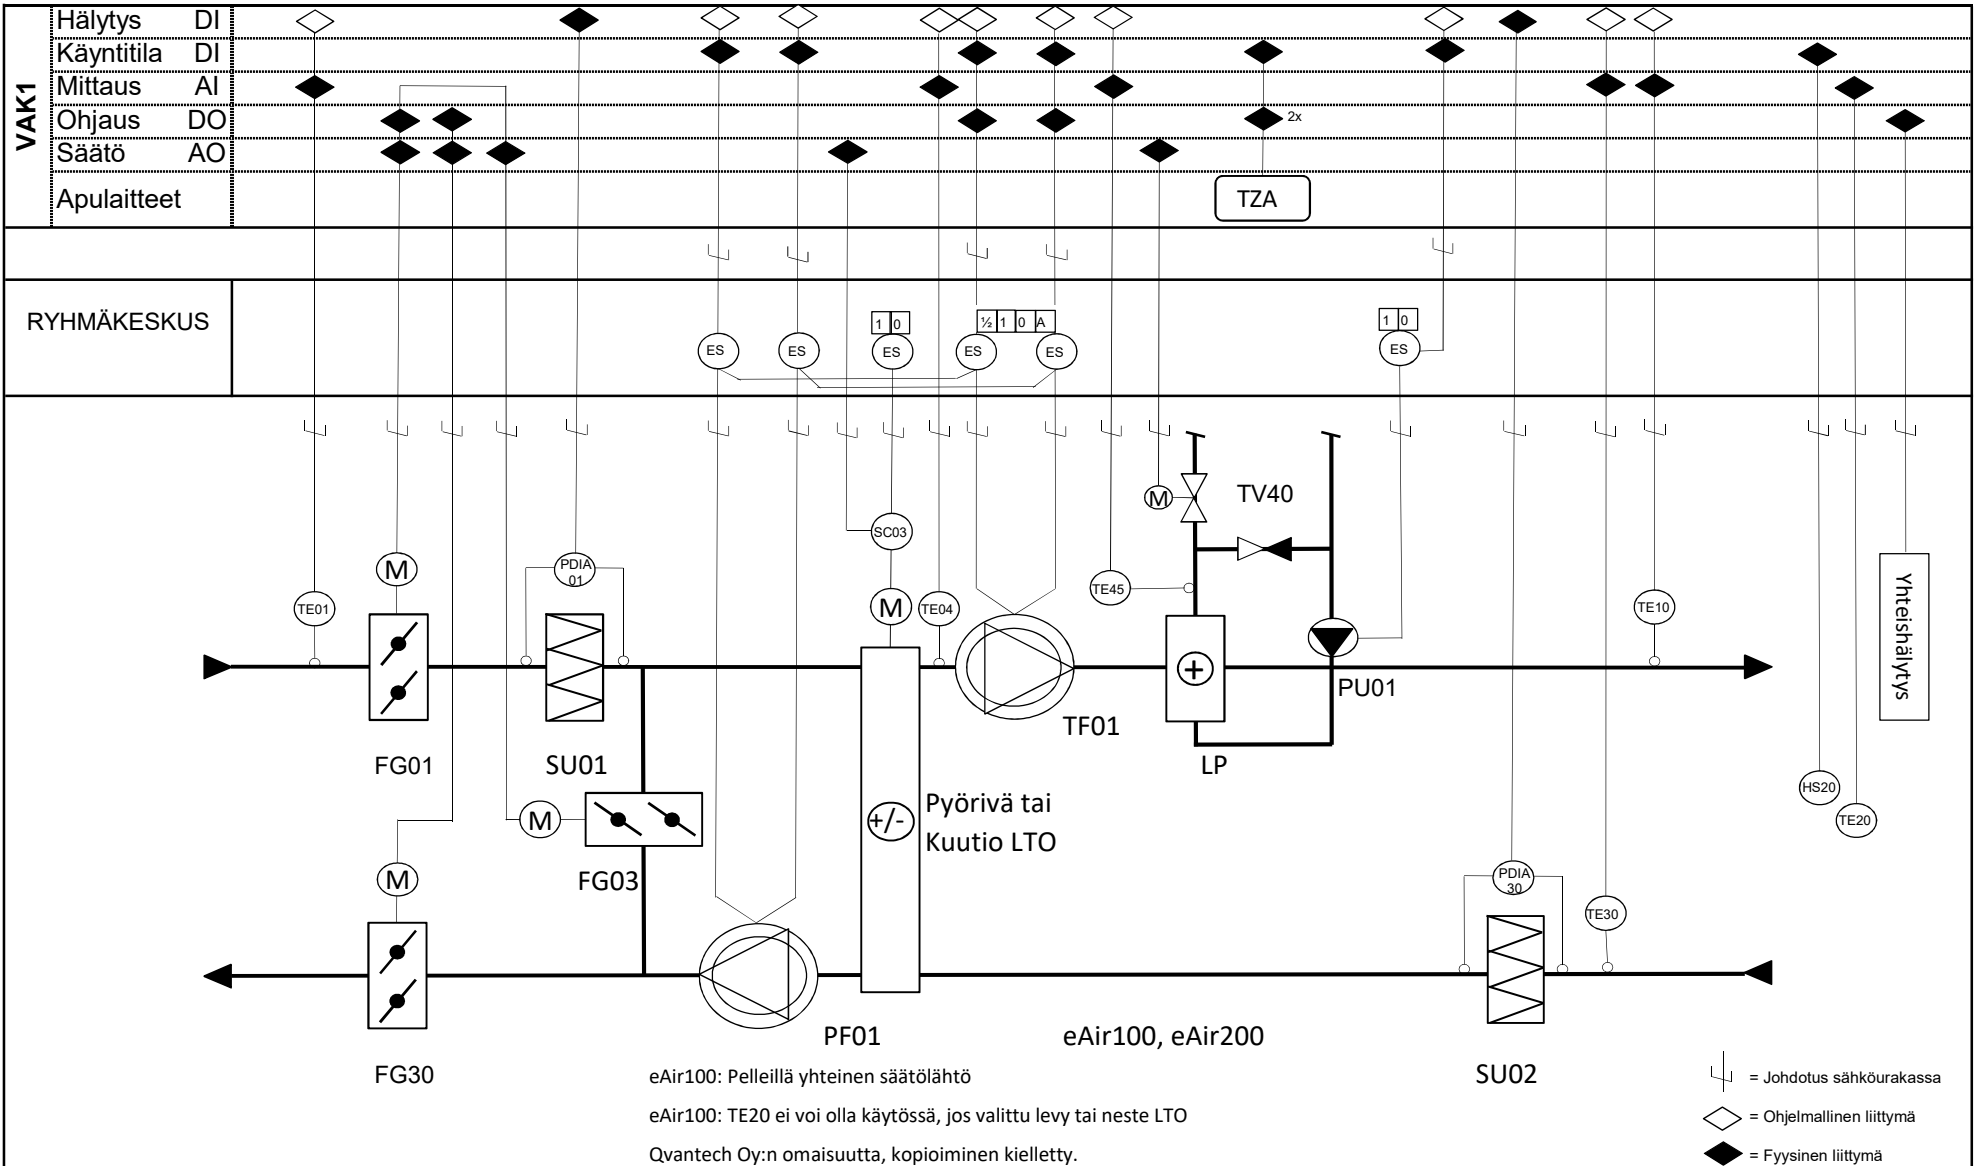 VAK1
Hälytys DI
Käyntitila DI
Mittaus AI
Ohjaus DO
2x
Säätö AO
Apulaitteet
TZA
RYHMÄKESKUS
1 0
½ 1 0 A
1 0
ES
ES
ES
ES
ES
ES
M
TV40
SC03
M
PDIA
01
TE45
TE01
M
TE04
TE10
Yhteishälytys
+
PU01
TF01
FG01
SU01
LP
HS20
M
+/-
Pyörivä tai
Kuutio LTO
TE20
FG03
M
PDIA
30
TE30
PF01
eAir100, eAir200
FG30
SU02
eAir100: Pelleillä yhteinen säätölähtö
= Johdotus sähköurakassa
eAir100: TE20 ei voi olla käytössä, jos valittu levy tai neste LTO
= Ohjelmallinen liittymä
Qvantech Oy:n omaisuutta, kopioiminen kielletty.
= Fyysinen liittymä